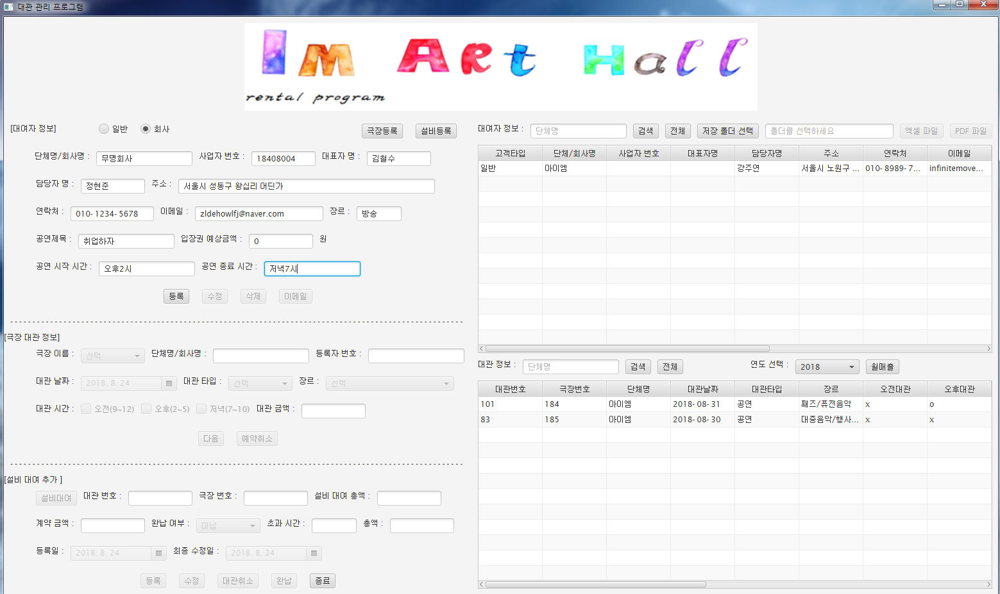 대관 관리 프로그램
Im Art Hall
rental program
[대여자 정보] 일반 회사 극장등록 설비등록
단체명/회사명 : 무명회사 사업자 번호 : 18408004 대표자 명 : 김철수
담당자 명 : 정현준 주소 : 서울시 성동구 왕십리 어딘가
연락처 : 010-1234-5678 이메일 : zldehowlfj@naver.com 장르 : 방송
공연제목 : 취업하자 입장권 예상금액 : 0 원
공연 시작 시간 : 오후2시 공연 종료 시간 : 저녁7시
등록 수정 삭제 이메일
[극장 대관 정보]
극장 이름 : 선택 단체명/회사명 : 등록자 번호 :
대관 날짜 : 2018. 8. 24 대관 타입 : 선택 장르 : 선택
대관 시간 : 오전(9~12) 오후(2~5) 저녁(7~10) 대관 금액 :
다음 예약취소
[설비 대여 추가 ]
설비대여 대관 번호 : 극장 번호 : 설비 대여 총액 :
계약 금액 : 완납 여부 : 미납 초과 시간 : 총액 :
등록일 : 2018. 8. 24 최종 수정일 : 2018. 8. 24
등록 수정 대관취소 완납 종료
대여자 정보 : 단체명 검색 전체 저장 폴더 선택 폴더를 선택하세요 엑셀 파일 PDF 파일
고객타입 단체/회사명 사업자 번호 대표자명 담당자명 주소 연락처 이메일
일반 아이엠 강주연 서울시 노원구 ... 010-8989-7... infinitemove...
대관 정보 : 단체명 검색 전체 연도 선택 : 2018 월매출
대관번호 극장번호 단체명 대관날짜 대관타입 장르 오전대관 오후대관
101 184 아이엠 2018-08-31 공연 째즈/퓨전음악 x o
83 185 아이엠 2018-08-30 공연 대중음악/행사... x x